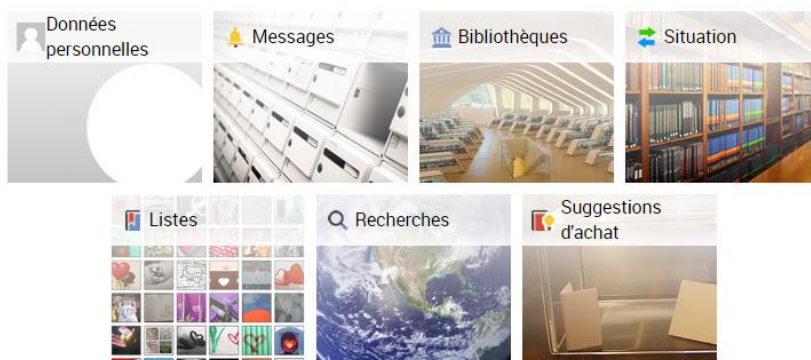 Données
personnelles
Messages
Bibliothèques
Situation
Listes
Recherches
Suggestions
d'achat